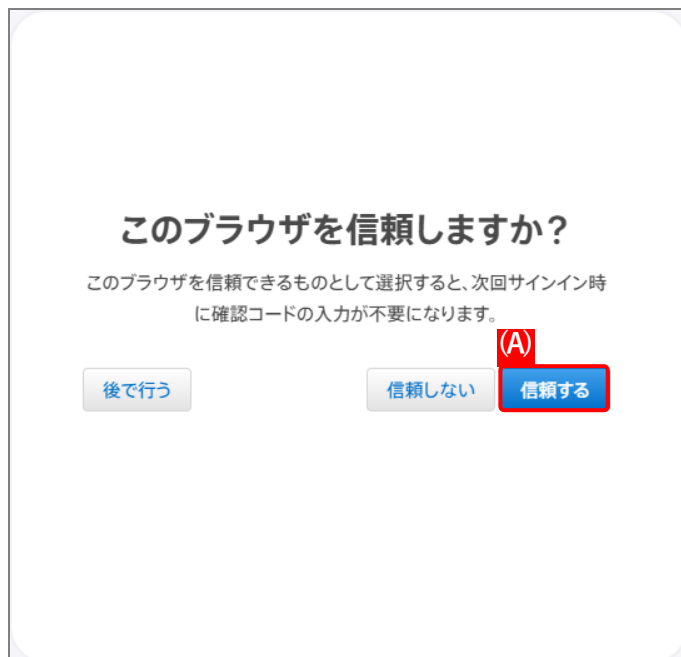 このブラウザを信頼しますか？
このブラウザを信頼できるものとして選択すると、次回サインイン時
に確認コードの入力が不要になります。
(A)
後で行う
信頼しない
信頼する